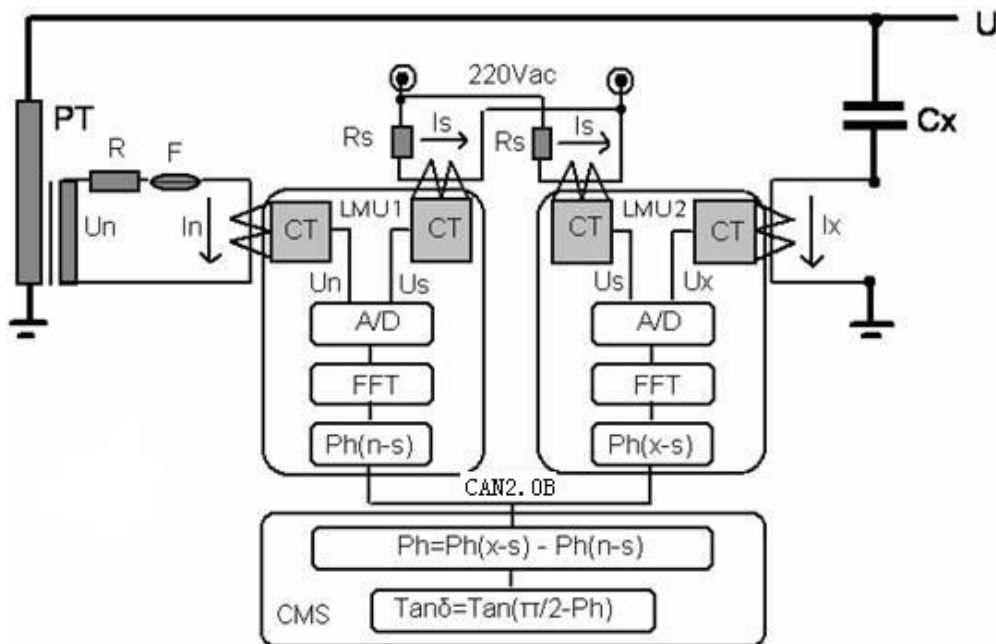 U
220Vac
PT
Cx
Rs
Is
Rs
Is
R
F
Un
In
CT
LMU1
CT
CT
LMU2
CT
Ix
Un
Us
Us
Ux
A/D
A/D
FFT
FFT
Ph(n-s)
Ph(x-s)
CAN2.0B
Ph=Ph(x-s) - Ph(n-s)
CMS
Tanδ=Tan(π/2-Ph)